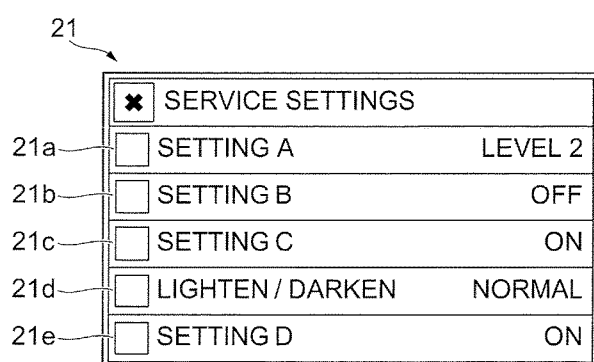 21
✖ SERVICE SETTINGS
21a SETTING A LEVEL 2
21b SETTING B OFF
21c SETTING C ON
21d LIGHTEN / DARKEN NORMAL
21e SETTING D ON